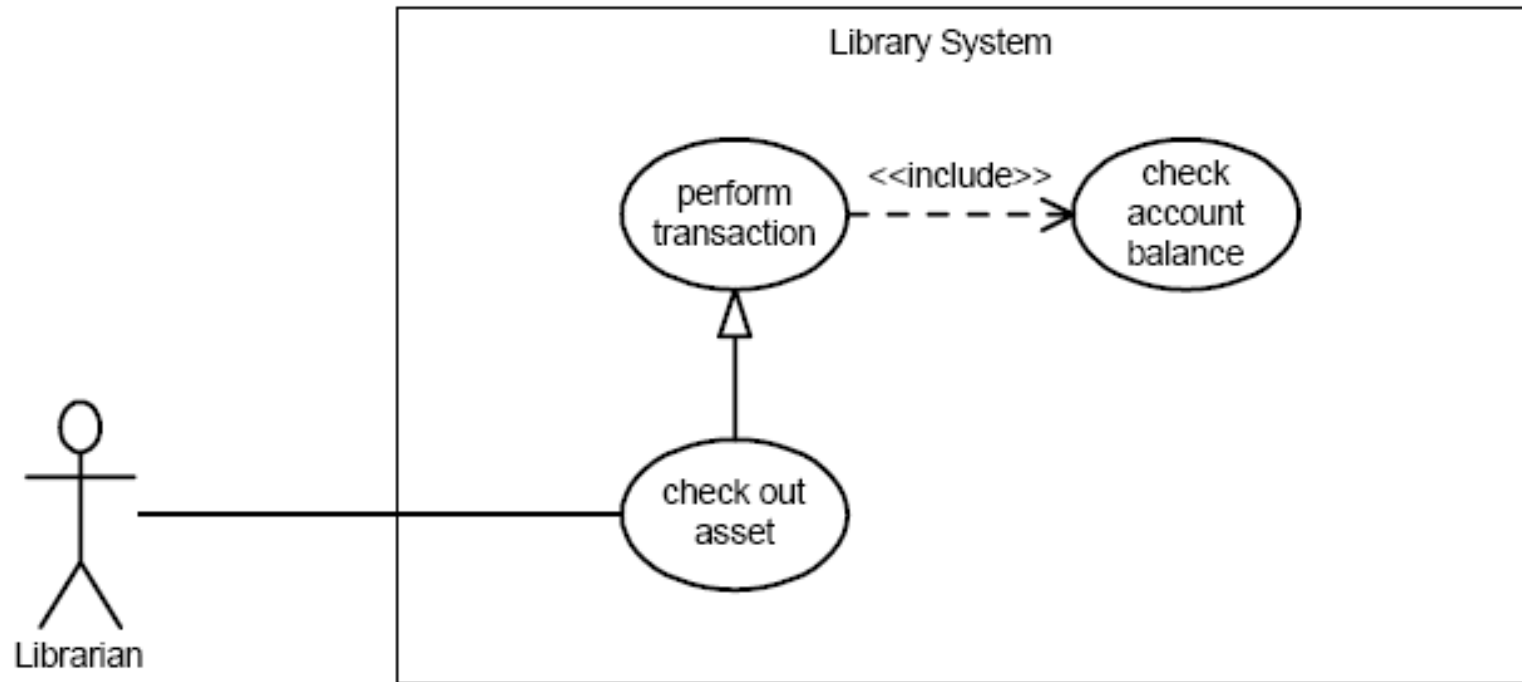 Library System
perform
transaction
<<include>>
check
account
balance
check out
asset
Librarian